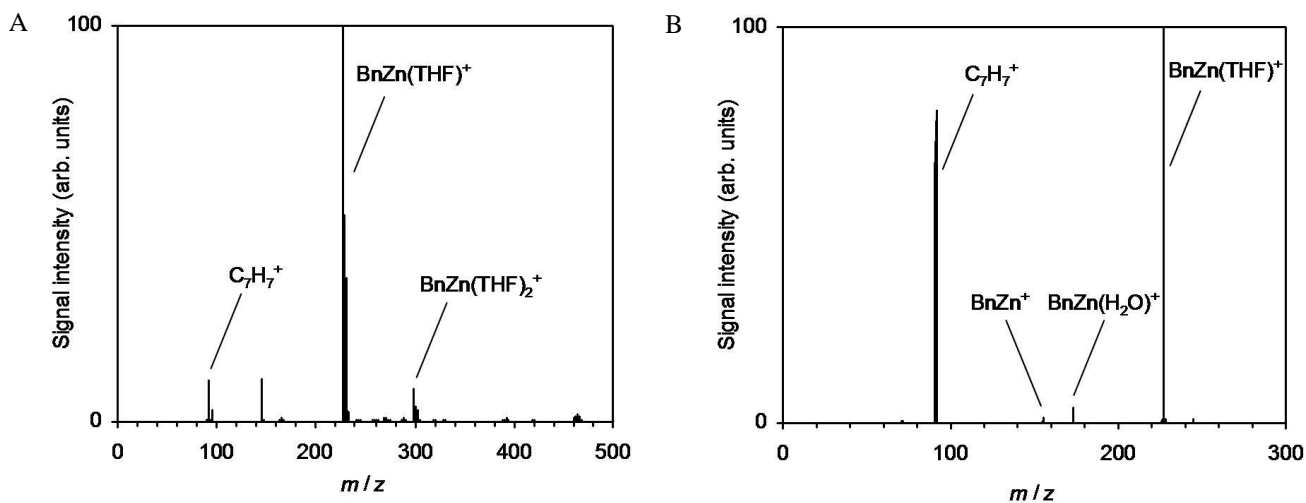 A
100
Signal intensity (arb. units)
0
BnZn(THF)⁺
C₇H₇⁺
BnZn(THF)₂⁺
0 100 200 300 400 500
m / z
B
100
Signal intensity (arb. units)
0
C₇H₇⁺
BnZn(THF)⁺
BnZn⁺ BnZn(H₂O)⁺
0 100 200 300
m / z